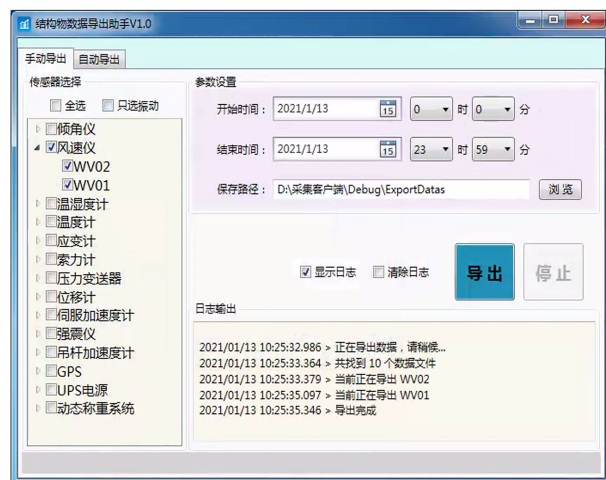 结构物数据导出助手V1.0
手动导出 自动导出
传感器选择
全选 只选振动
倾角仪
风速仪
WV02
WV01
温湿度计
温度计
应变计
索力计
压力变送器
位移计
伺服加速度计
强震仪
吊杆加速度计
GPS
UPS电源
动态称重系统
参数设置
开始时间： 2021/1/13 15 0 时 0 分
结束时间： 2021/1/13 15 23 时 59 分
保存路径： D:\采集客户端\Debug\ExportDatas 浏览
显示日志 清除日志 导出 停止
日志输出
2021/01/13 10:25:32.986 > 正在导出数据，请稍候...
2021/01/13 10:25:33.364 > 共找到 10 个数据文件
2021/01/13 10:25:33.379 > 当前正在导出 WV02
2021/01/13 10:25:35.097 > 当前正在导出 WV01
2021/01/13 10:25:35.346 > 导出完成